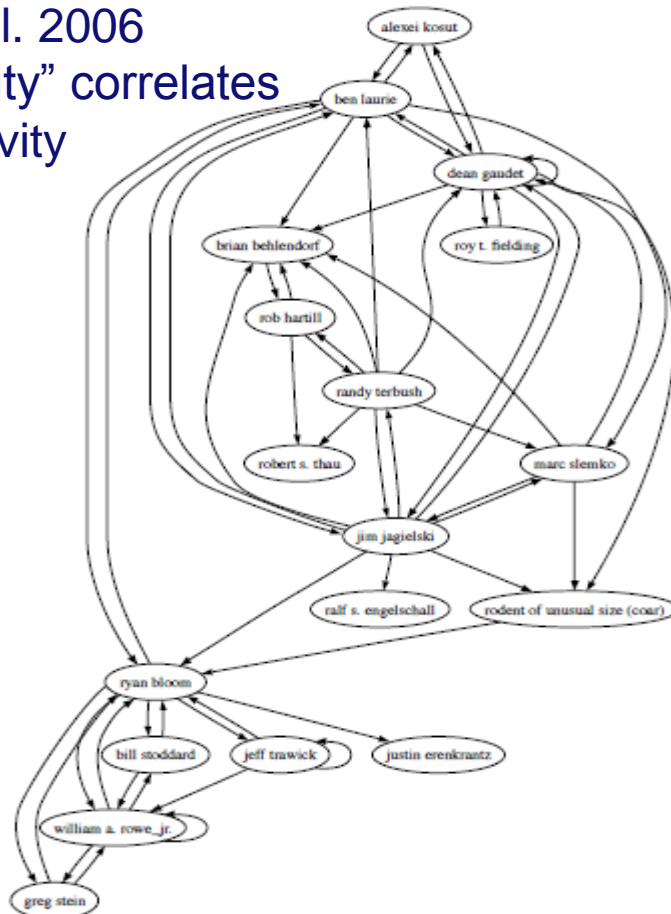 l. 2006
ity” correlates
vity
alexei kosut
ben laurie
dean gaudet
brian behlendorf
roy t. fielding
rob hartill
randy terbush
robert s. thau
marc slemko
jim jagielski
ralf s. engelschall
rodent of unusual size (coar)
ryan bloom
bill stoddard
jeff trawick
justin erenkrantz
william a. rowe_jr.
greg stein